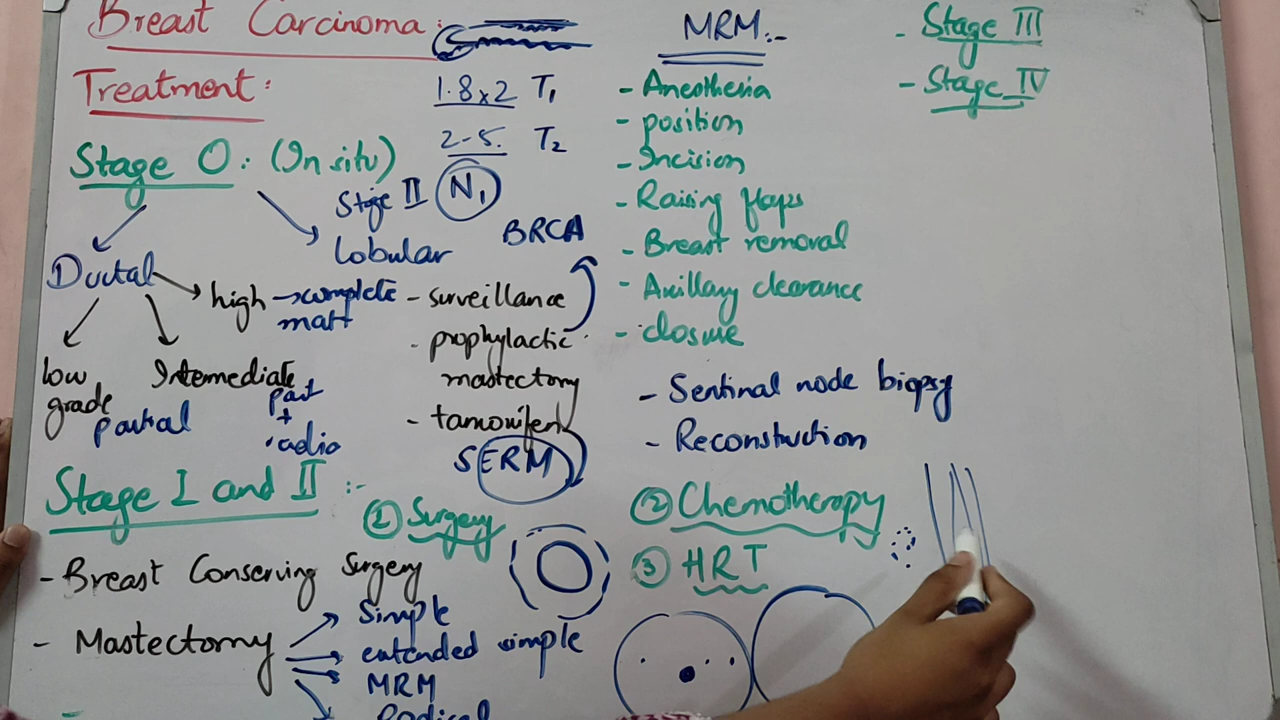 Breast Carcinoma:
Treatment:
1.8x2 T1
2-5. T2
Stage 0: (In situ)
Stage II N1
Ductal
lobular
BRCA
high → complete
matt
low
grade
partial
Intermediate
part
+
radio
- surveillance
- prophylactic
mastectomy
- tamoxifen
SERM
Stage I and II :-
① Surgery
- Breast Conserving Surgery
- Mastectomy
Simple
extended simple
MRM
Radical
MRM:-
- Anesthesia
- position
- Incision
- Raising flaps
- Breast removal
- Axillary clearance
- closure
- Sentinal node biopsy
- Reconstruction
② Chemotherapy
③ HRT
- Stage III
- Stage IV